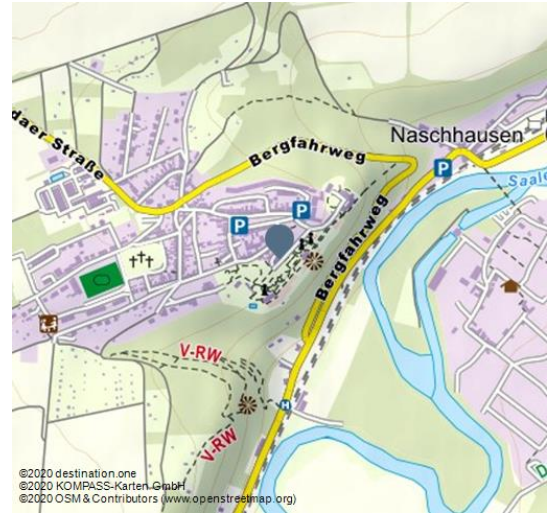 daer Straße
Bergfahrweg
Naschhausen
P
Saale
P
P
Bergfahrweg
V-RW
H
V-RW
D
©2020 destination.one
©2020 KOMPASS-Karten GmbH
©2020 OSM & Contributors (www.openstreetmap.org)